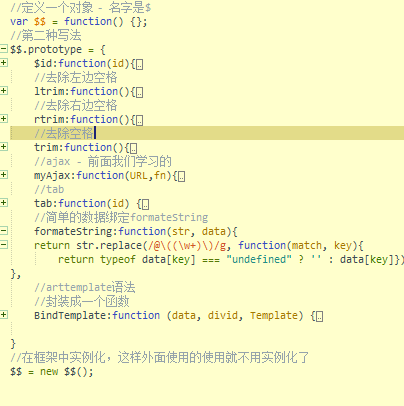 //定义一个对象 - 名字是$
var $$ = function() {};
//第二种写法
$$.prototype = {
$id:function(id){
//去除左边空格
ltrim:function(){
//去除右边空格
rtrim:function(){
//去除空格
trim:function(){
//ajax - 前面我们学习的
myAjax:function(URL,fn){
//tab
tab:function(id) {
//简单的数据绑定formateString
formateString:function(str, data){
return str.replace(/@\((\w+)\)/g, function(match, key){
return typeof data[key] === "undefined" ? '' : data[key]})
},
//arttemplate语法
//封装成一个函数
BindTemplate:function (data, divid, Template) {
}
//在框架中实例化，这样外面使用的使用就不用实例化了
$$ = new $$();